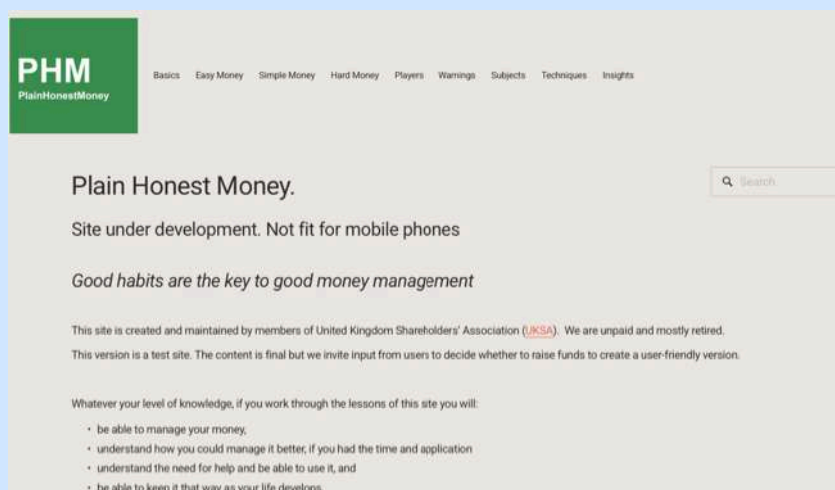 PHM
PlainHonestMoney
Basics Easy Money Simple Money Hard Money Players Warnings Subjects Techniques Insights
Plain Honest Money.
Search
Site under development. Not fit for mobile phones
Good habits are the key to good money management
This site is created and maintained by members of United Kingdom Shareholders' Association (UKSA). We are unpaid and mostly retired.
This version is a test site. The content is final but we invite input from users to decide whether to raise funds to create a user-friendly version.
Whatever your level of knowledge, if you work through the lessons of this site you will:
• be able to manage your money,
• understand how you could manage it better, if you had the time and application
• understand the need for help and be able to use it, and
• be able to keep it that way as your life develops.